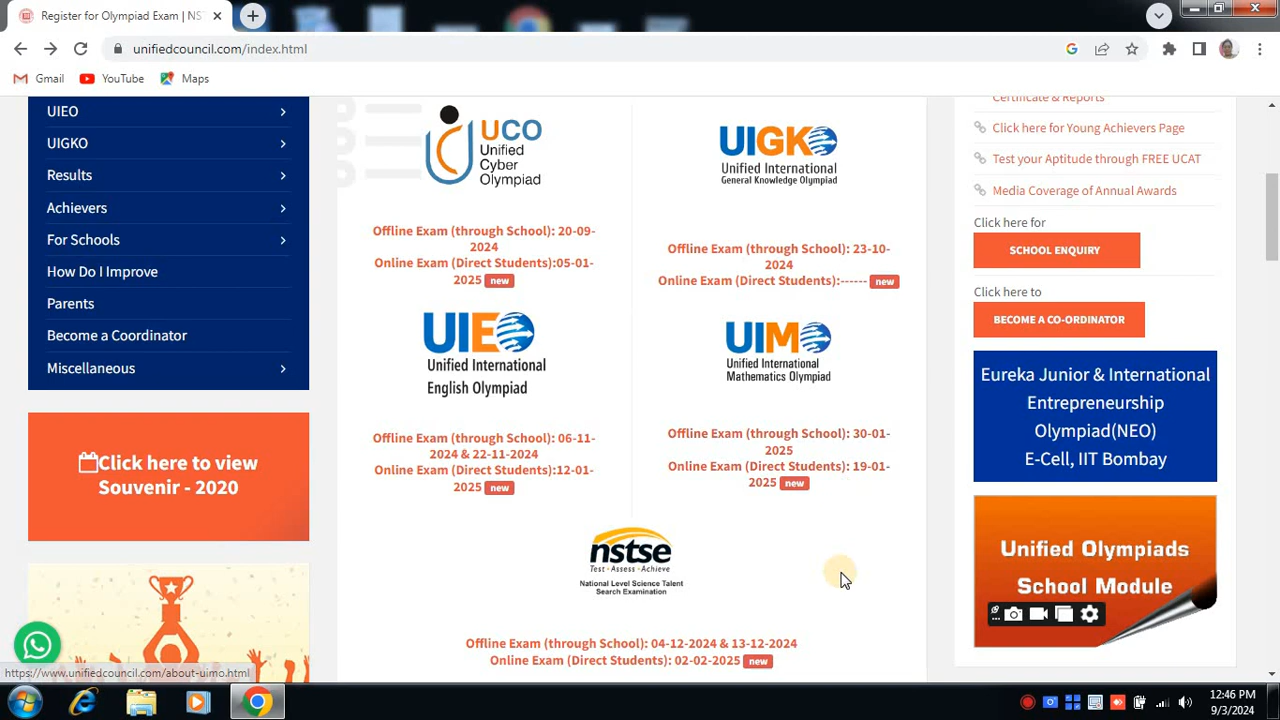 Register for Olympiad Exam | NS
unifiedcouncil.com/index.html
Gmail
YouTube
Maps
UIEO
UIGKO
Results
Achievers
For Schools
How Do I Improve
Parents
Become a Coordinator
Miscellaneous
Click here to view
Souvenir - 2020
UCO
Unified
Cyber
Olympiad
Offline Exam (through School): 20-09-
2024
Online Exam (Direct Students):05-01-
2025 new
UIGKO
Unified International
General Knowledge Olympiad
Offline Exam (through School): 23-10-
2024
Online Exam (Direct Students):------ new
UIEO
Unified International
English Olympiad
Offline Exam (through School): 06-11-
2024 & 22-11-2024
Online Exam (Direct Students):12-01-
2025 new
UIMO
Unified International
Mathematics Olympiad
Offline Exam (through School): 30-01-
2025
Online Exam (Direct Students): 19-01-
2025 new
nstse
Test - Assess - Achieve
National Level Science Talent
Search Examination
Offline Exam (through School): 04-12-2024 & 13-12-2024
Online Exam (Direct Students): 02-02-2025 new
Certificate & Reports
Click here for Young Achievers Page
Test your Aptitude through FREE UCAT
Media Coverage of Annual Awards
Click here for
SCHOOL ENQUIRY
Click here to
BECOME A CO-ORDINATOR
Eureka Junior & International
Entrepreneurship
Olympiad(NEO)
E-Cell, IIT Bombay
Unified Olympiads
School Module
https://www.unifiedcouncil.com/about-uimo.html
12:46 PM
9/3/2024